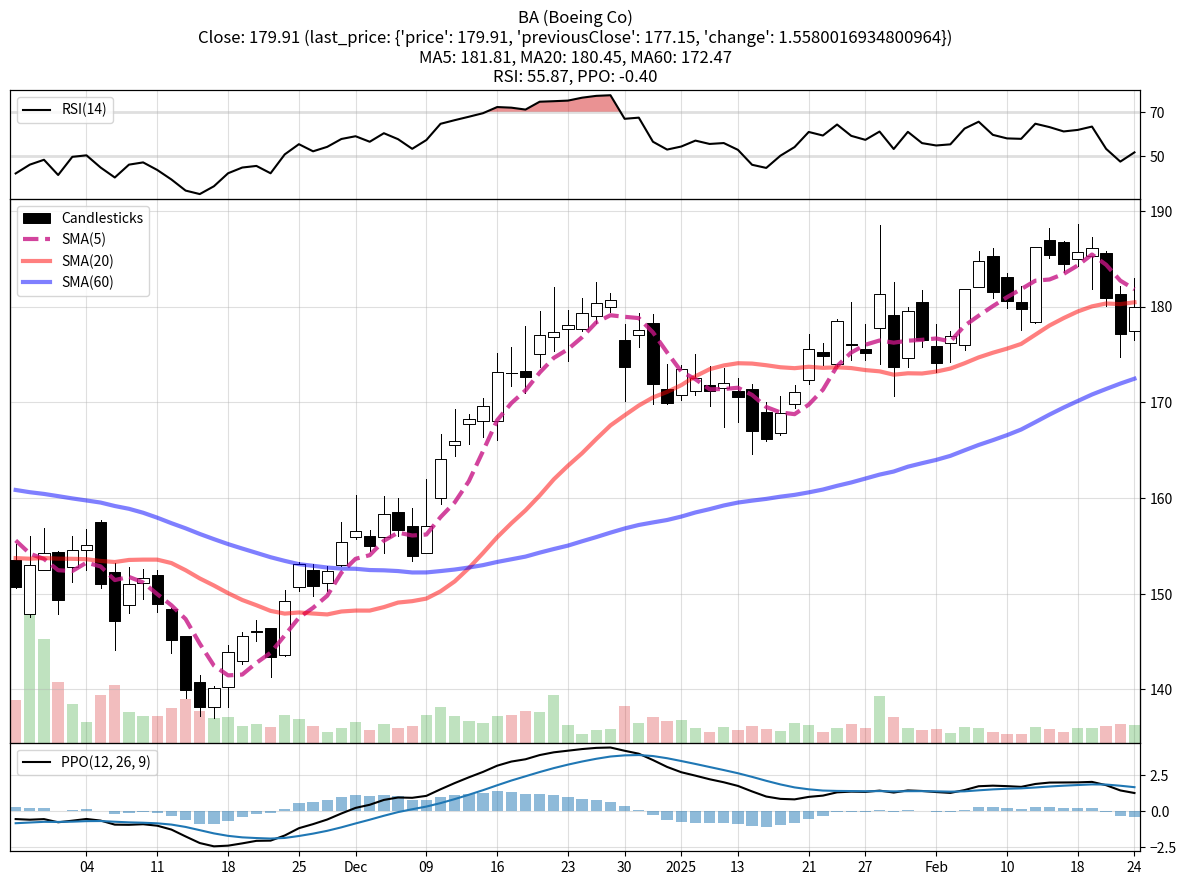 BA (Boeing Co)
Close: 179.91 (last_price: {'price': 179.91, 'previousClose': 177.15, 'change': 1.5580016934800964})
MA5: 181.81, MA20: 180.45, MA60: 172.47
RSI: 55.87, PPO: -0.40
RSI(14)
70
50
Candlesticks
SMA(5)
SMA(20)
SMA(60)
190
180
170
160
150
140
PPO(12, 26, 9)
2.5
0.0
−2.5
04 11 18 25 Dec 09 16 23 30 2025 13 21 27 Feb 10 18 24